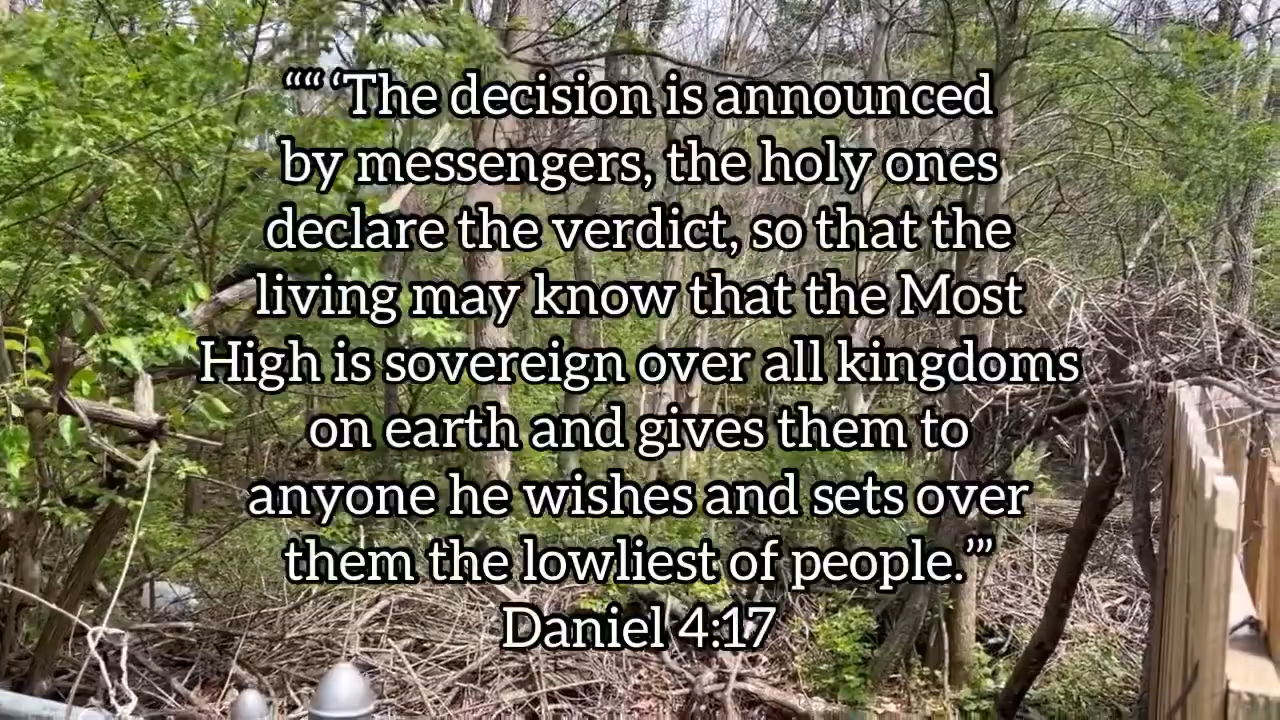 ““ ‘The decision is announced
by messengers, the holy ones
declare the verdict, so that the
living may know that the Most
High is sovereign over all kingdoms
on earth and gives them to
anyone he wishes and sets over
them the lowliest of people.’”
Daniel 4:17